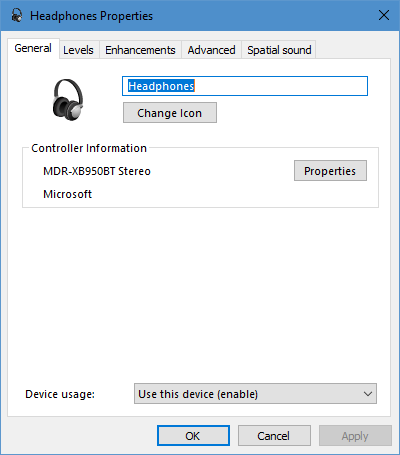 Headphones Properties
General Levels Enhancements Advanced Spatial sound
Headphones
Change Icon
Controller Information
MDR-XB950BT Stereo Properties
Microsoft
Device usage: Use this device (enable)
OK Cancel Apply